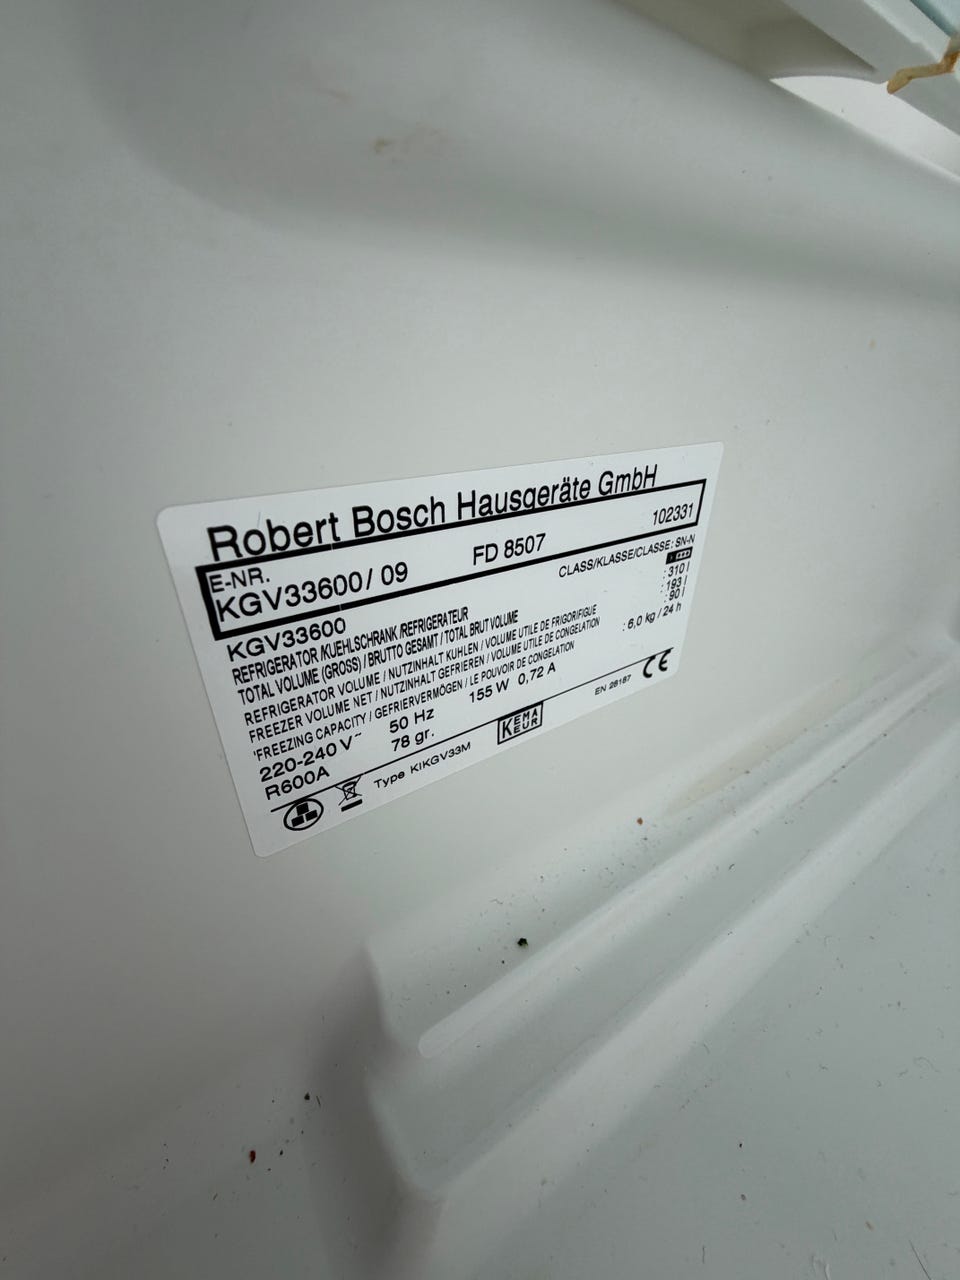 Robert Bosch Hausgeräte GmbH
E-NR.
KGV33600/ 09 FD 8507 102331
KGV33600 CLASS/KLASSE/CLASSE: SN-N
REFRIGERATOR /KUEHLSCHRANK /REFRIGERATEUR
TOTAL VOLUME (GROSS) / BRUTTO GESAMT / TOTAL BRUT VOLUME : 310 l
REFRIGERATOR VOLUME / NUTZINHALT KUHLEN / VOLUME UTILE DE FRIGORIFIGUE : 193 l
FREEZER VOLUME NET / NUTZINHALT GEFRIEREN / VOLUME UTILE DE CONGELATION : 90 l
'FREEZING CAPACITY / GEFRIERVERMÖGEN / LE POUVOIR DE CONGELATION : 6,0 kg / 24 h
220-240 V~ 50 Hz 155 W 0,72 A
R600A 78 gr.
Type KIKGV33M KEMA KEUR EN 28187 CE